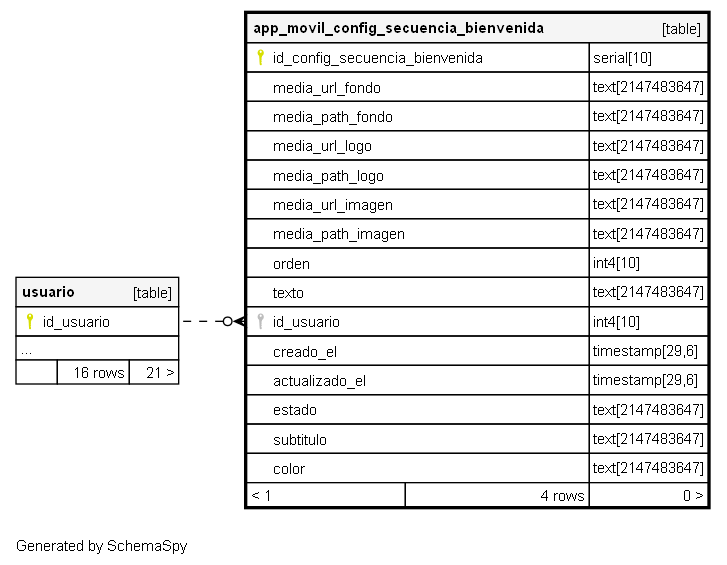 app_movil_config_secuencia_bienvenida [table]
id_config_secuencia_bienvenida serial[10]
media_url_fondo text[2147483647]
media_path_fondo text[2147483647]
media_url_logo text[2147483647]
media_path_logo text[2147483647]
media_url_imagen text[2147483647]
media_path_imagen text[2147483647]
orden int4[10]
texto text[2147483647]
id_usuario int4[10]
creado_el timestamp[29,6]
actualizado_el timestamp[29,6]
estado text[2147483647]
subtitulo text[2147483647]
color text[2147483647]
< 1 4 rows 0 >
usuario [table]
id_usuario
...
16 rows 21 >
Generated by SchemaSpy